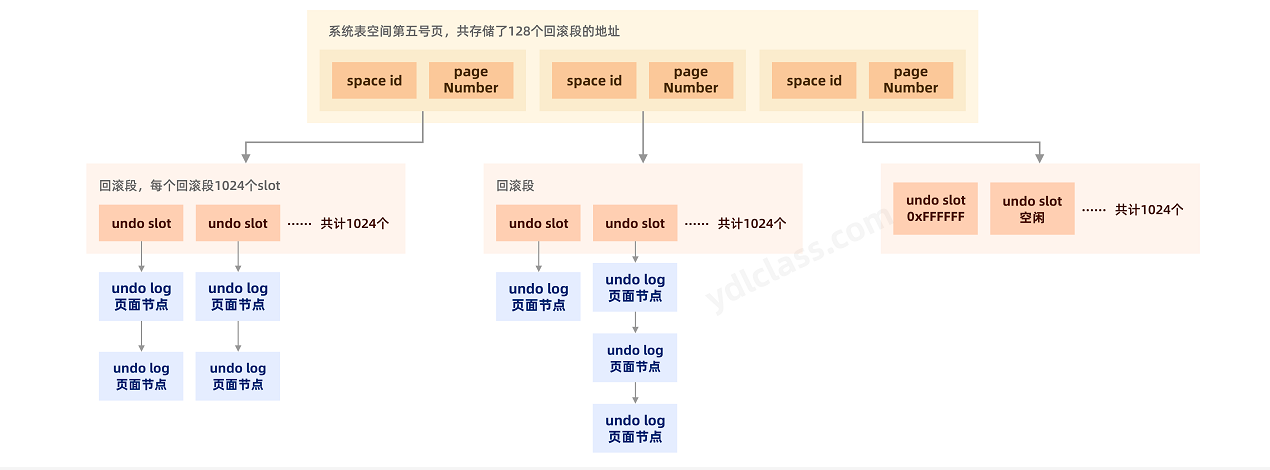 系统表空间第五号页，共存储了128个回滚段的地址
space id
page
Number
space id
page
Number
space id
page
Number
回滚段，每个回滚段1024个slot
undo slot
undo slot
······ 共计1024个
undo log
页面节点
undo log
页面节点
undo log
页面节点
undo log
页面节点
回滚段
undo slot
undo slot
······ 共计1024个
undo log
页面节点
undo log
页面节点
undo log
页面节点
undo log
页面节点
undo slot
0xFFFFFF
undo slot
空闲
······ 共计1024个
ydlclass.com